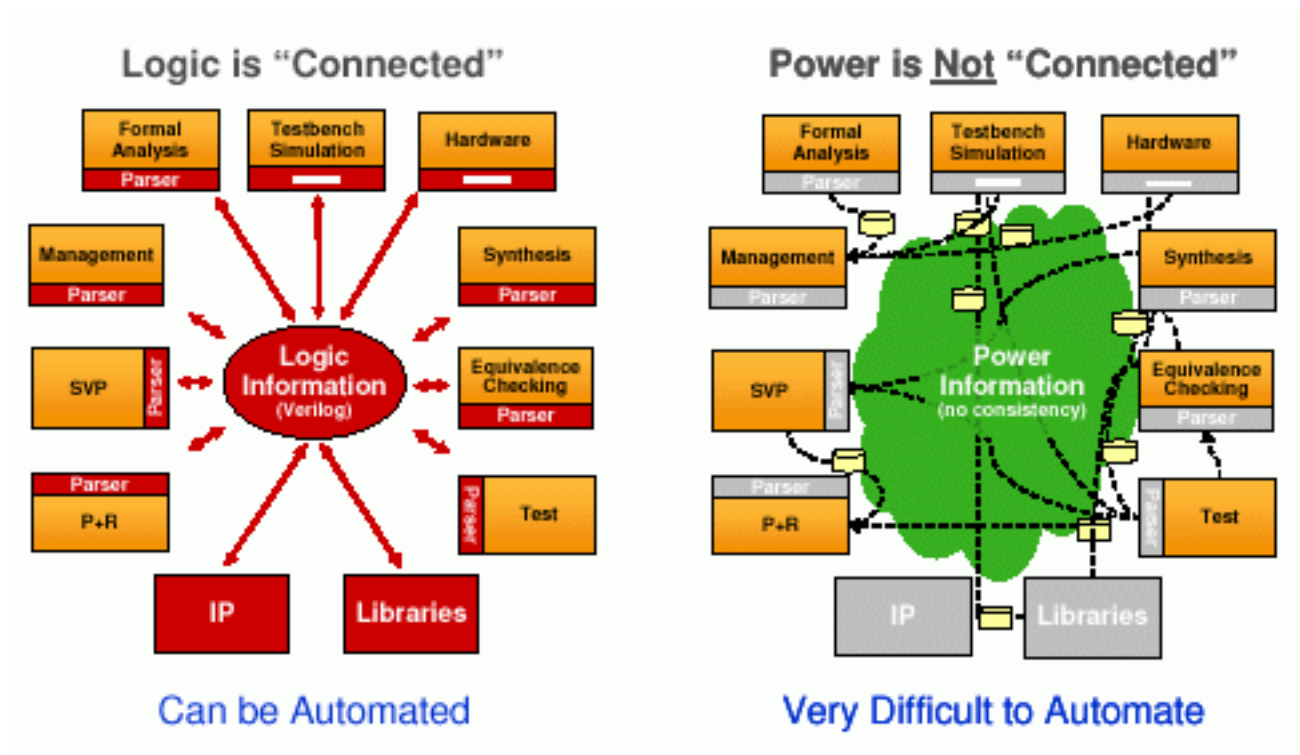 Logic is “Connected”
Formal
Analysis
Parser
Testbench
Simulation
Hardware
Management
Parser
Synthesis
Parser
SVP
Parser
Logic
Information
(Verilog)
Equivalence
Checking
Parser
Parser
P+R
Parser
Test
IP
Libraries
Can be Automated
Power is Not “Connected”
Formal
Analysis
Parser
Testbench
Simulation
Hardware
Management
Parser
Synthesis
Parser
SVP
Parser
Power
Information
(no consistency)
Equivalence
Checking
Parser
Parser
P+R
Parser
Test
IP
Libraries
Very Difficult to Automate